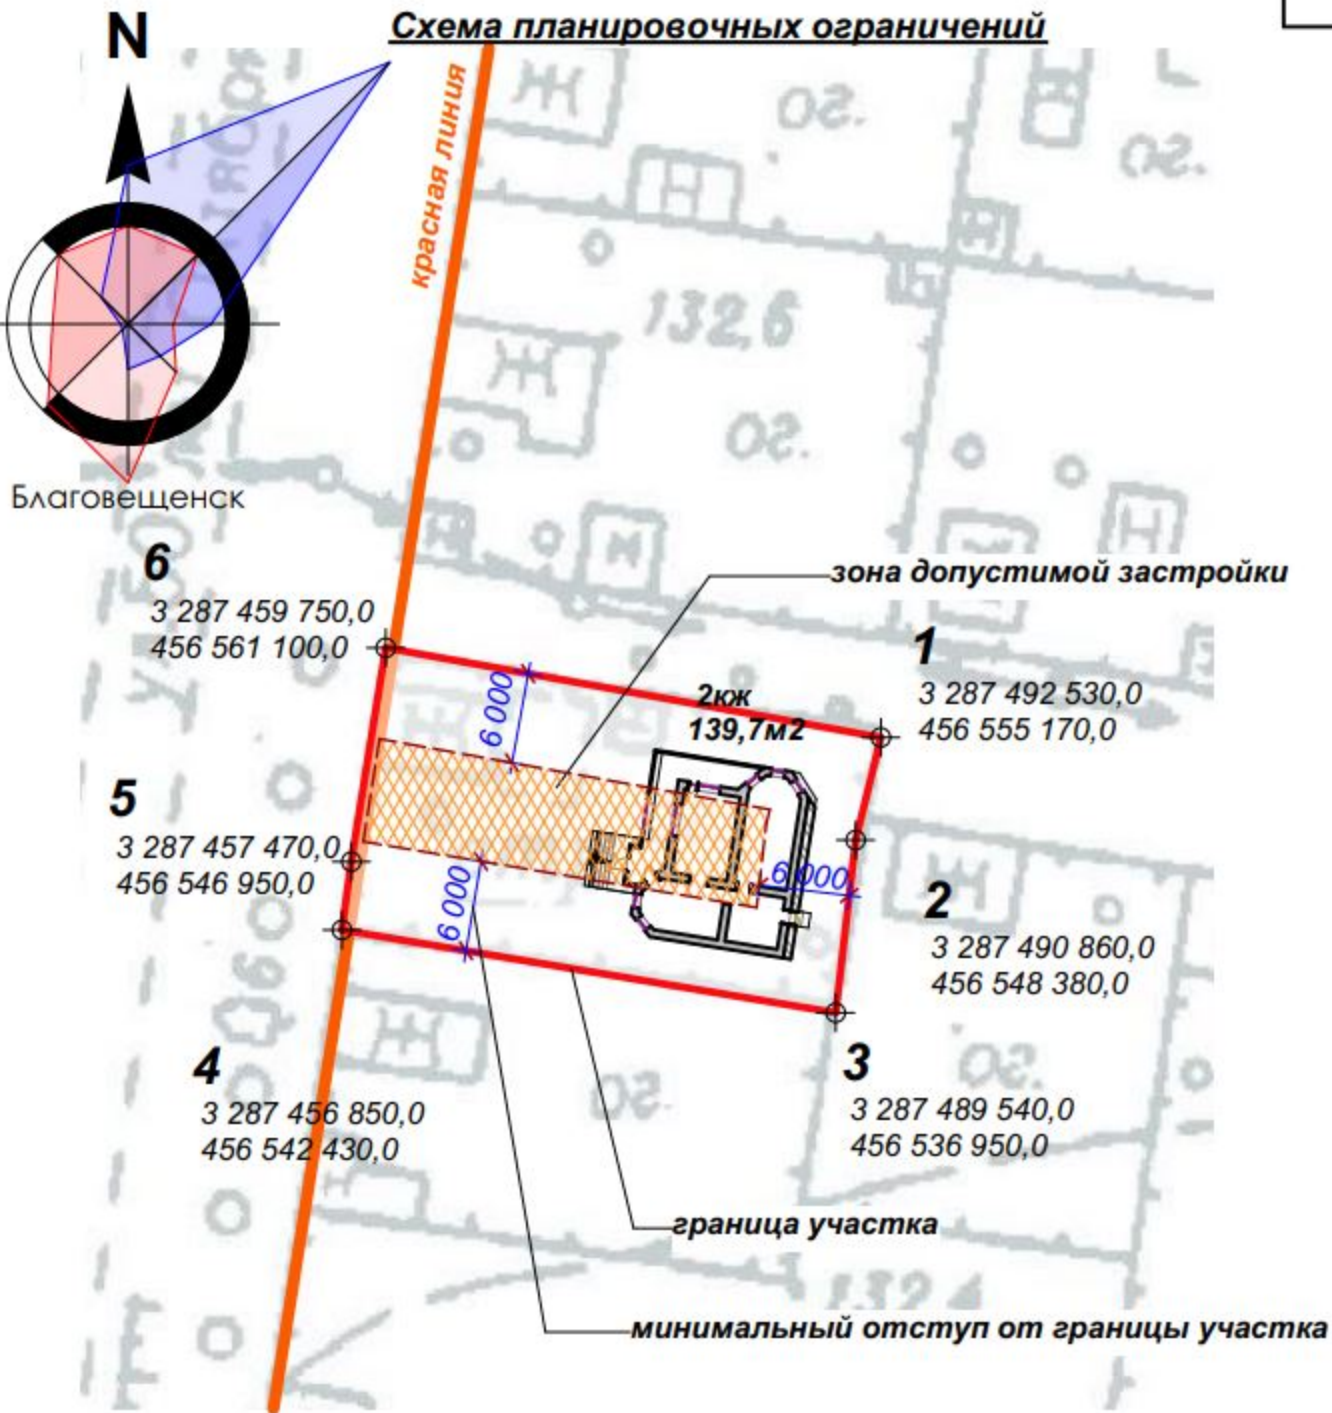 Схема планировочных ограничений
N
красная линия
Ж
ОГ.
ОГ.
Н
132,6
Ж
ОГ.
Благовещенск
Н
зона допустимой застройки
6
3 287 459 750,0
456 561 100,0
1
3 287 492 530,0
456 555 170,0
6 000
2кж
139,7м2
5
3 287 457 470,0
456 546 950,0
6 000
6 000
Ж
2
3 287 490 860,0
456 548 380,0
Ж
4
3 287 456 850,0
456 542 430,0
ОГ.
ОГ.
3
3 287 489 540,0
456 536 950,0
граница участка
минимальный отступ от границы участка